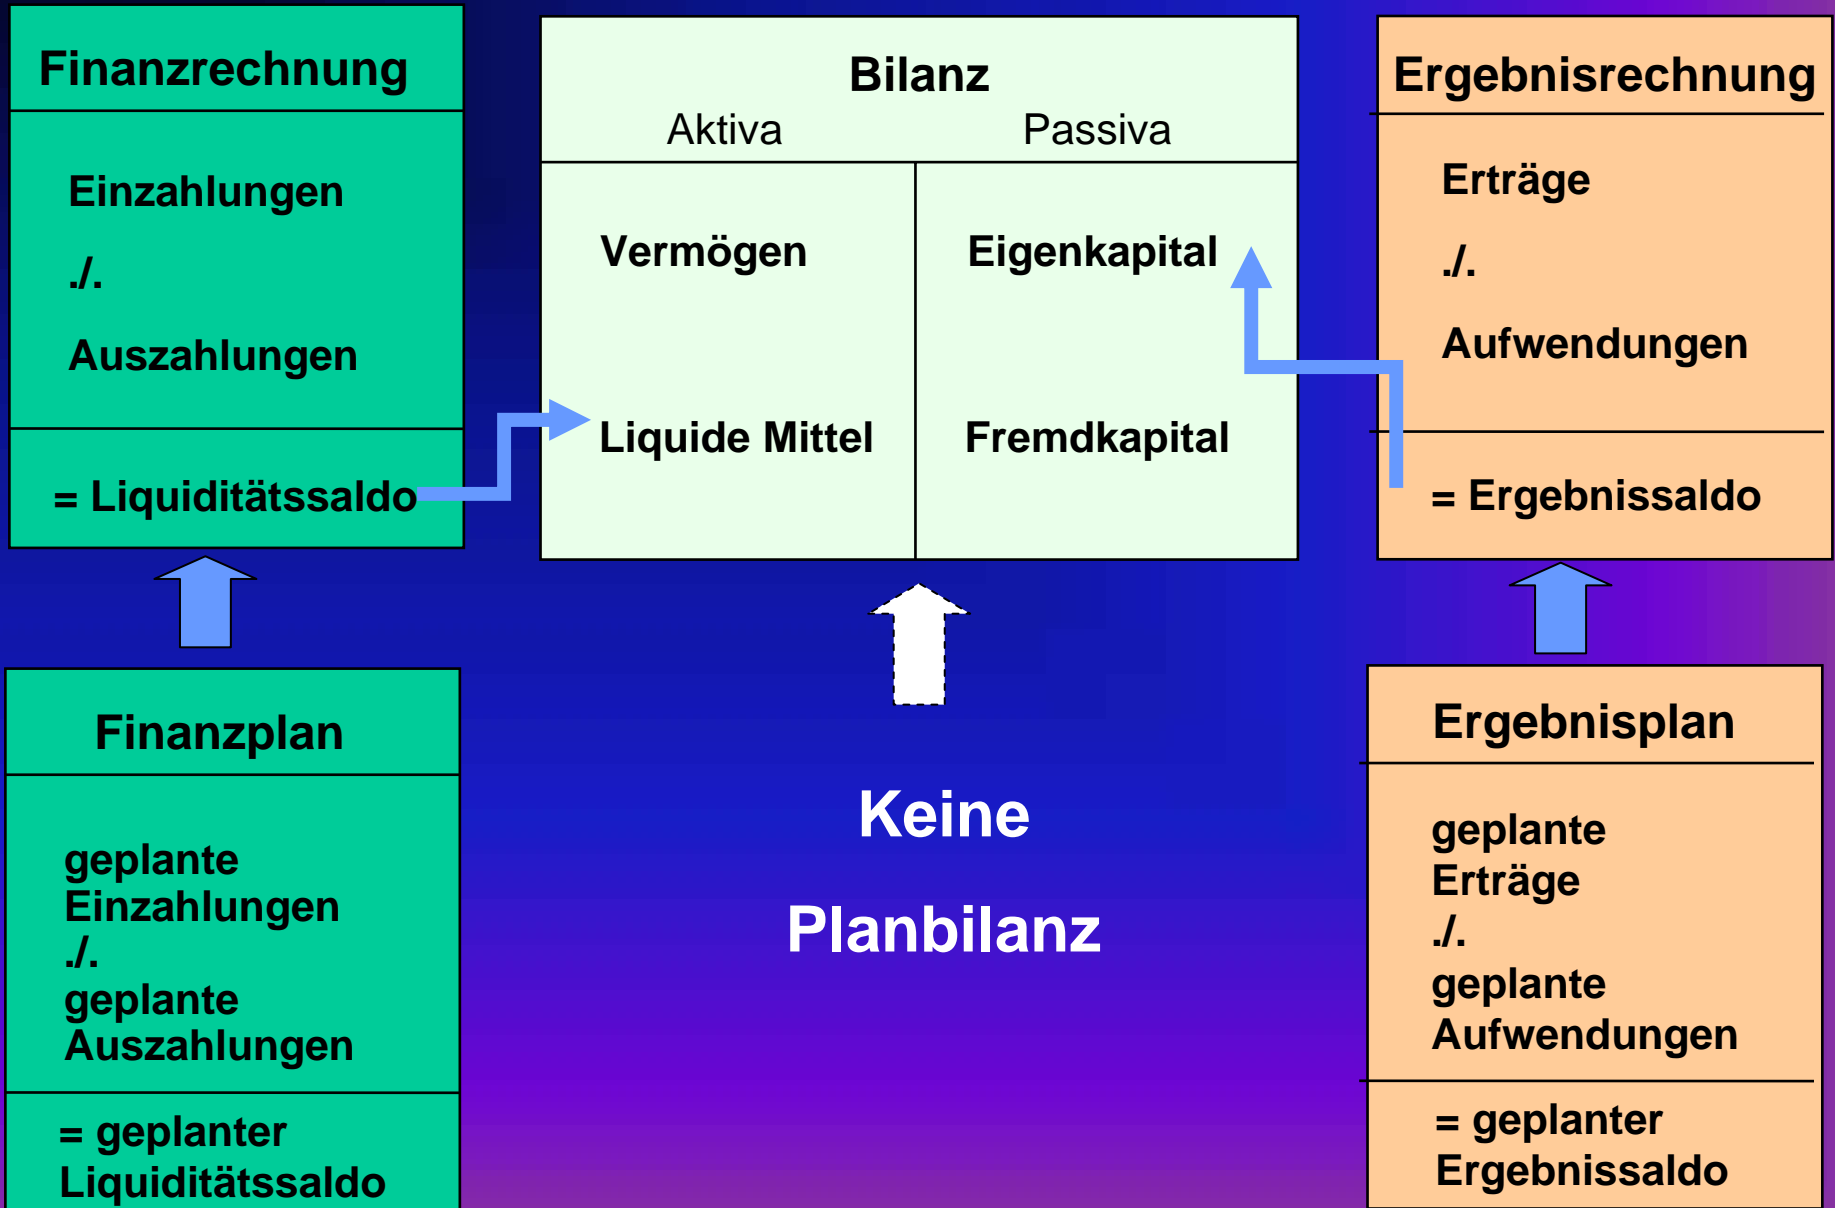 Finanzrechnung
Einzahlungen
./.
Auszahlungen
= Liquiditätssaldo
Bilanz
Aktiva Passiva
Vermögen Eigenkapital
Liquide Mittel Fremdkapital
Ergebnisrechnung
Erträge
./.
Aufwendungen
= Ergebnissaldo
Finanzplan
geplante
Einzahlungen
./.
geplante
Auszahlungen
= geplanter
Liquiditätssaldo
Keine
Planbilanz
Ergebnisplan
geplante
Erträge
./.
geplante
Aufwendungen
= geplanter
Ergebnissaldo